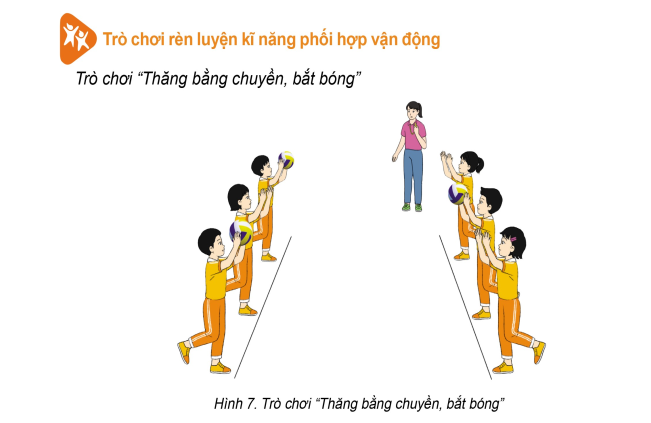 Trò chơi rèn luyện kĩ năng phối hợp vận động
Trò chơi “Thăng bằng chuyền, bắt bóng”
Hình 7. Trò chơi “Thăng bằng chuyền, bắt bóng”